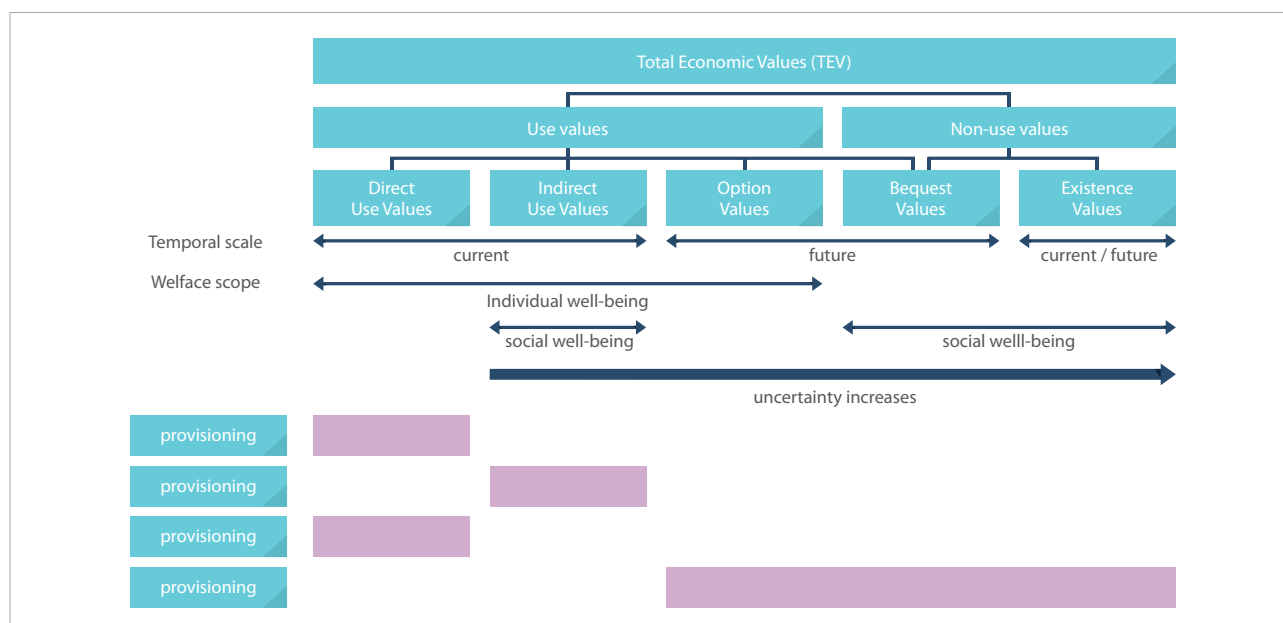 Total Economic Values (TEV)
Use values
Non-use values
Direct
Use Values
Indirect
Use Values
Option
Values
Bequest
Values
Existence
Values
Temporal scale
current
future
current / future
Welface scope
Individual well-being
social well-being
social welll-being
uncertainty increases
provisioning
provisioning
provisioning
provisioning